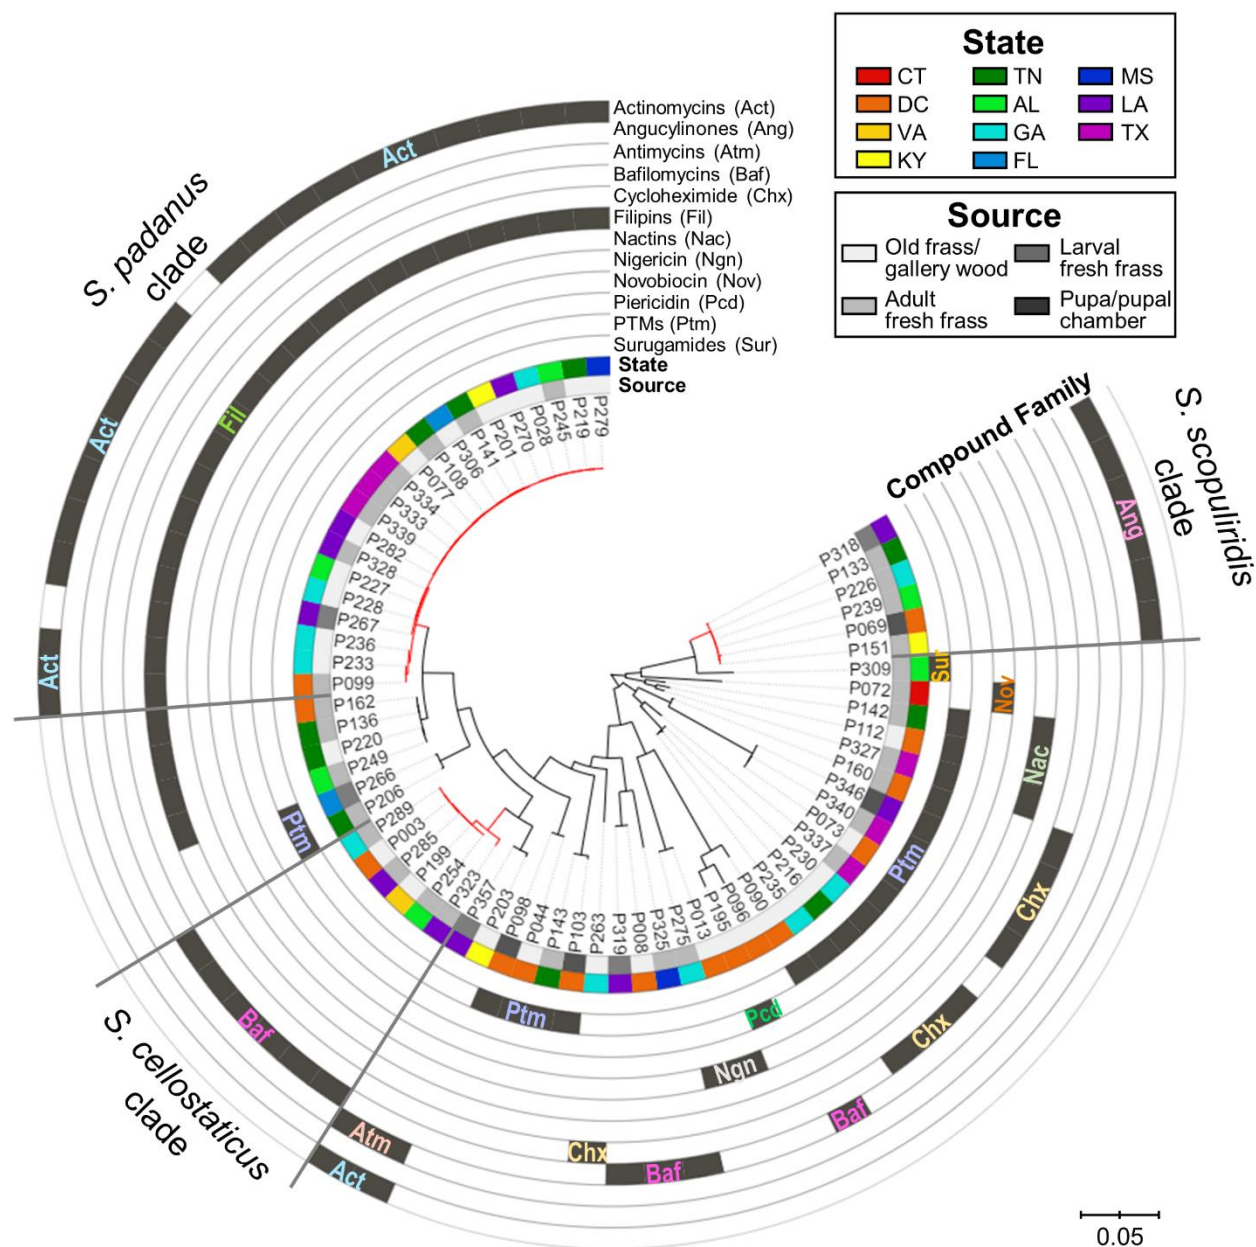 State
CT
TN
MS
DC
AL
LA
VA
GA
TX
KY
FL
Source
Old frass/
gallery wood
Larval
fresh frass
Adult
fresh frass
Pupa/pupal
chamber
Actinomycins (Act)
Angucylinones (Ang)
Antimycins (Atm)
Bafilomycins (Baf)
Cycloheximide (Chx)
Filipins (Fil)
Nactins (Nac)
Nigericin (Ngn)
Novobiocin (Nov)
Piericidin (Pcd)
PTMs (Ptm)
Surugamides (Sur)
State
Source
S. padanus
clade
Act
Act
Act
Fil
Compound Family
S. scopuliridis
clade
Ang
Sur
Nov
Nac
Ptm
Chx
Chx
Pcd
Ngn
Baf
Baf
Chx
Ptm
Atm
Act
Baf
Ptm
S. cellostaticus
clade
P279
P219
P245
P028
P270
P201
P141
P306
P108
P077
P334
P333
P339
P282
P328
P227
P228
P267
P236
P233
P099
P162
P136
P220
P249
P266
P206
P289
P003
P285
P199
P254
P323
P357
P203
P098
P044
P143
P103
P263
P319
P008
P325
P275
P013
P195
P096
P090
P235
P216
P230
P337
P073
P340
P346
P160
P327
P112
P142
P072
P309
P151
P069
P239
P226
P133
P318
0.05